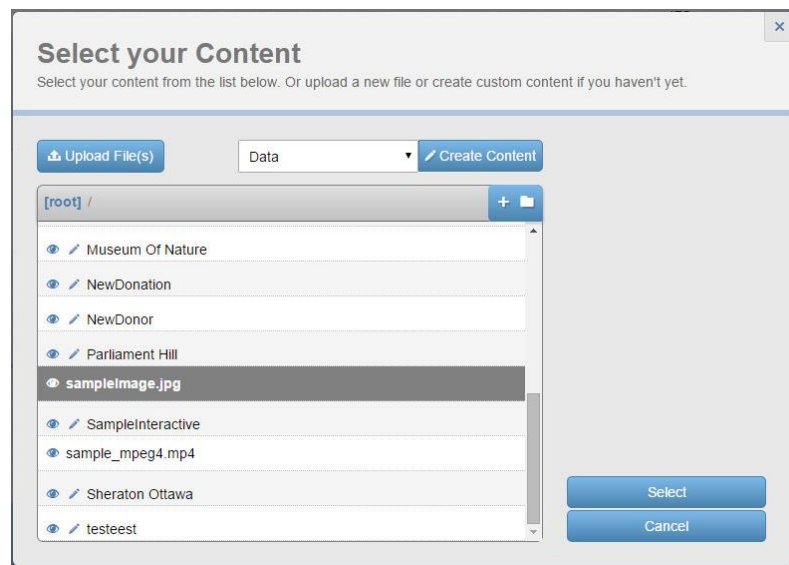 Select your Content
Select your content from the list below. Or upload a new file or create custom content if you haven't yet.
Upload File(s)
Data
Create Content
[root] /
Museum Of Nature
NewDonation
NewDonor
Parliament Hill
sampleImage.jpg
SampleInteractive
sample_mpeg4.mp4
Sheraton Ottawa
testeest
Select
Cancel